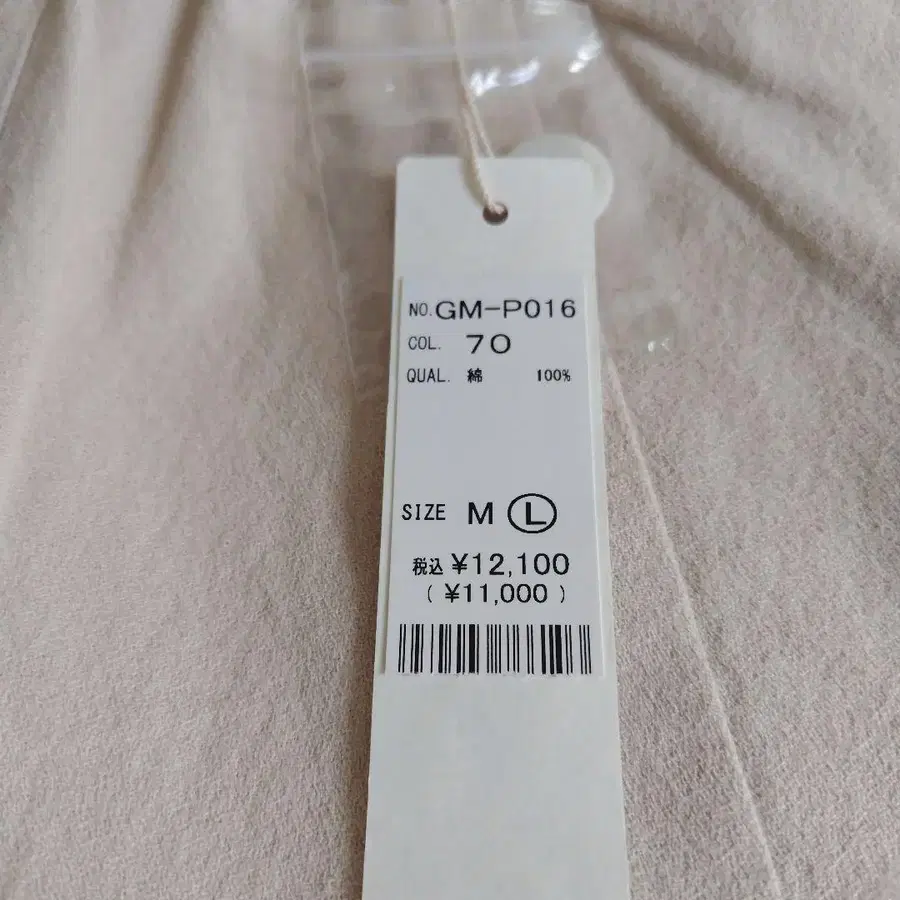 NO. GM-P016
COL. 70
QUAL. 綿 100%
SIZE M L
税込 ¥12,100
( ¥11,000 )